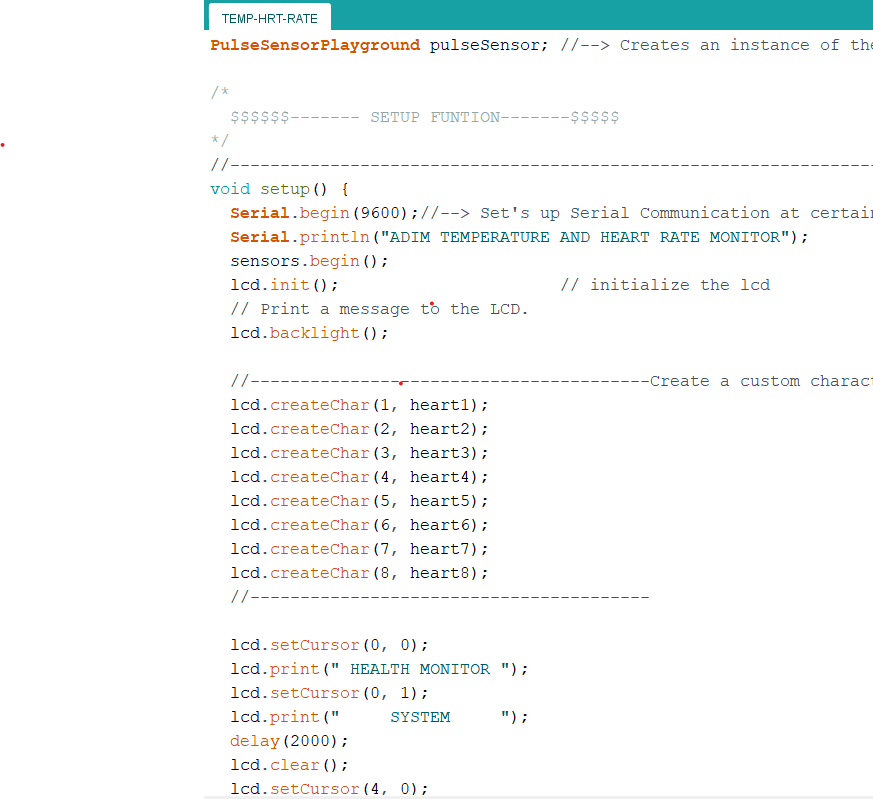 TEMP-HRT-RATE
PulseSensorPlayground pulseSensor; //--> Creates an instance of the
/*
$$$$$$------- SETUP FUNTION-------$$$$$
*/
//-----------------------------------------------------------------
void setup() {
Serial.begin(9600);//--> Set's up Serial Communication at certain
Serial.println("ADIM TEMPERATURE AND HEART RATE MONITOR");
sensors.begin();
lcd.init(); // initialize the lcd
// Print a message to the LCD.
lcd.backlight();
//----------------------------------------Create a custom charact
lcd.createChar(1, heart1);
lcd.createChar(2, heart2);
lcd.createChar(3, heart3);
lcd.createChar(4, heart4);
lcd.createChar(5, heart5);
lcd.createChar(6, heart6);
lcd.createChar(7, heart7);
lcd.createChar(8, heart8);
//----------------------------------------
lcd.setCursor(0, 0);
lcd.print(" HEALTH MONITOR ");
lcd.setCursor(0, 1);
lcd.print("     SYSTEM     ");
delay(2000);
lcd.clear();
lcd.setCursor(4, 0);